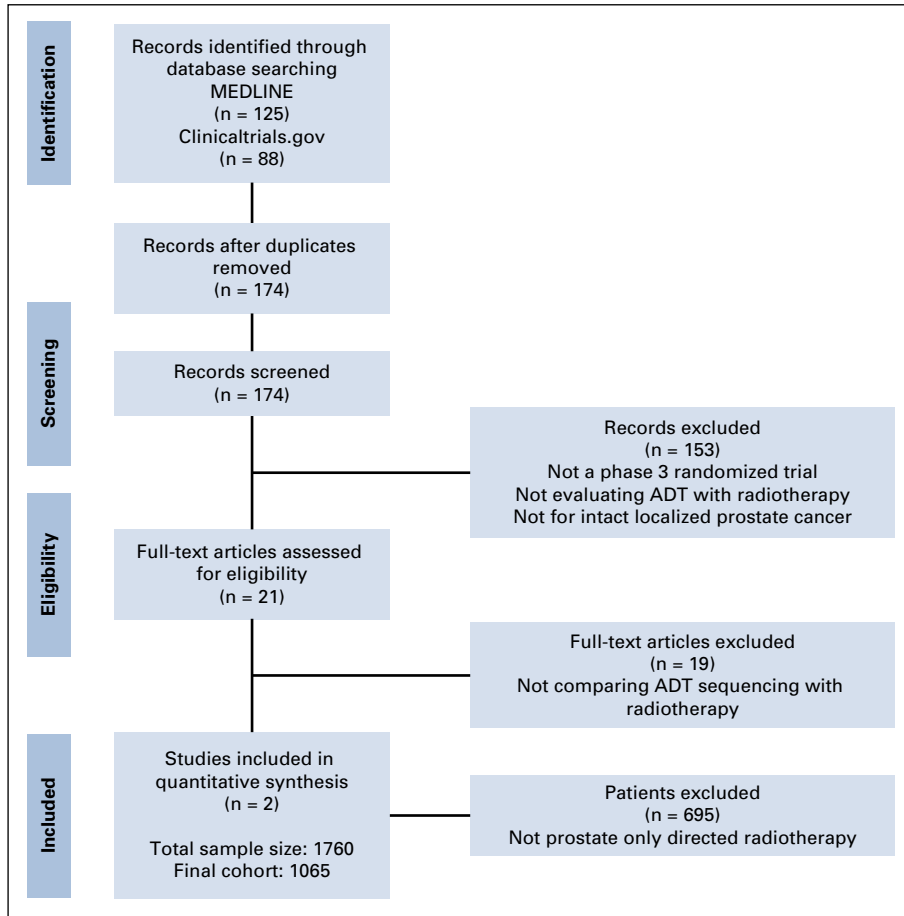 Identification
Records identified through
database searching
MEDLINE
(n = 125)
Clinicaltrials.gov
(n = 88)
Records after duplicates
removed
(n = 174)
Screening
Records screened
(n = 174)
Records excluded
(n = 153)
Not a phase 3 randomized trial
Not evaluating ADT with radiotherapy
Not for intact localized prostate cancer
Eligibility
Full-text articles assessed
for eligibility
(n = 21)
Full-text articles excluded
(n = 19)
Not comparing ADT sequencing with
radiotherapy
Included
Studies included in
quantitative synthesis
(n = 2)
Total sample size: 1760
Final cohort: 1065
Patients excluded
(n = 695)
Not prostate only directed radiotherapy